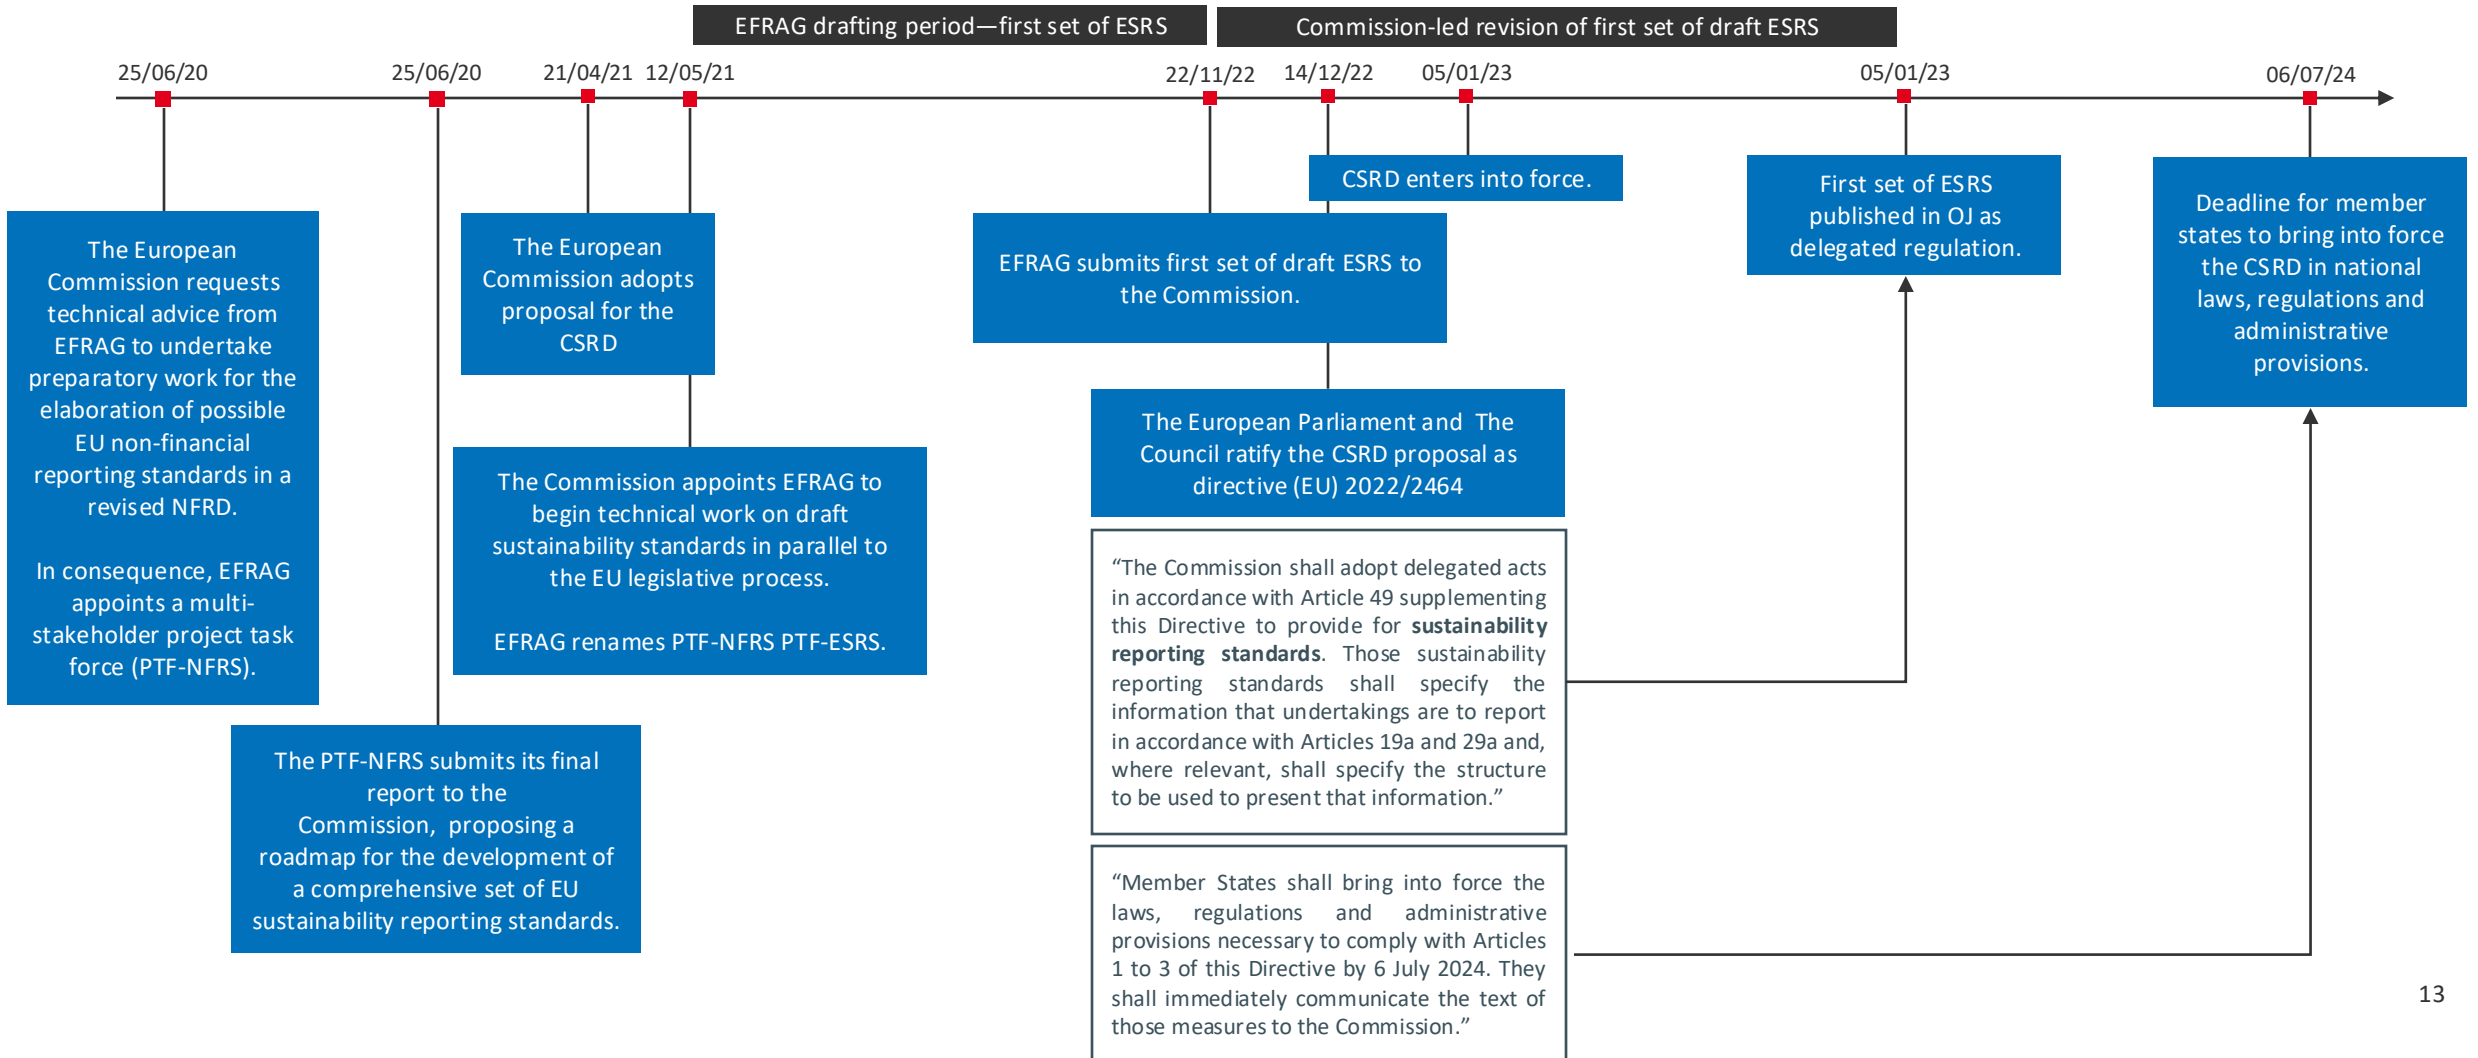 EFRAG drafting period—first set of ESRS
Commission-led revision of first set of draft ESRS
25/06/20
25/06/20
21/04/21
12/05/21
22/11/22
14/12/22
05/01/23
05/01/23
06/07/24
The European
Commission requests
technical advice from
EFRAG to undertake
preparatory work for the
elaboration of possible
EU non-financial
reporting standards in a
revised NFRD.
In consequence, EFRAG
appoints a multi-
stakeholder project task
force (PTF-NFRS).
The PTF-NFRS submits its final
report to the
Commission, proposing a
roadmap for the development of
a comprehensive set of EU
sustainability reporting standards.
The European
Commission adopts
proposal for the
CSRD
The Commission appoints EFRAG to
begin technical work on draft
sustainability standards in parallel to
the EU legislative process.
EFRAG renames PTF-NFRS PTF-ESRS.
EFRAG submits first set of draft ESRS to
the Commission.
The European Parliament and The
Council ratify the CSRD proposal as
directive (EU) 2022/2464
“The Commission shall adopt delegated acts
in accordance with Article 49 supplementing
this Directive to provide for sustainability
reporting standards. Those sustainability
reporting standards shall specify the
information that undertakings are to report
in accordance with Articles 19a and 29a and,
where relevant, shall specify the structure
to be used to present that information.”
“Member States shall bring into force the
laws, regulations and administrative
provisions necessary to comply with Articles
1 to 3 of this Directive by 6 July 2024. They
shall immediately communicate the text of
those measures to the Commission.”
CSRD enters into force.
First set of ESRS
published in OJ as
delegated regulation.
Deadline for member
states to bring into force
the CSRD in national
laws, regulations and
administrative
provisions.
13